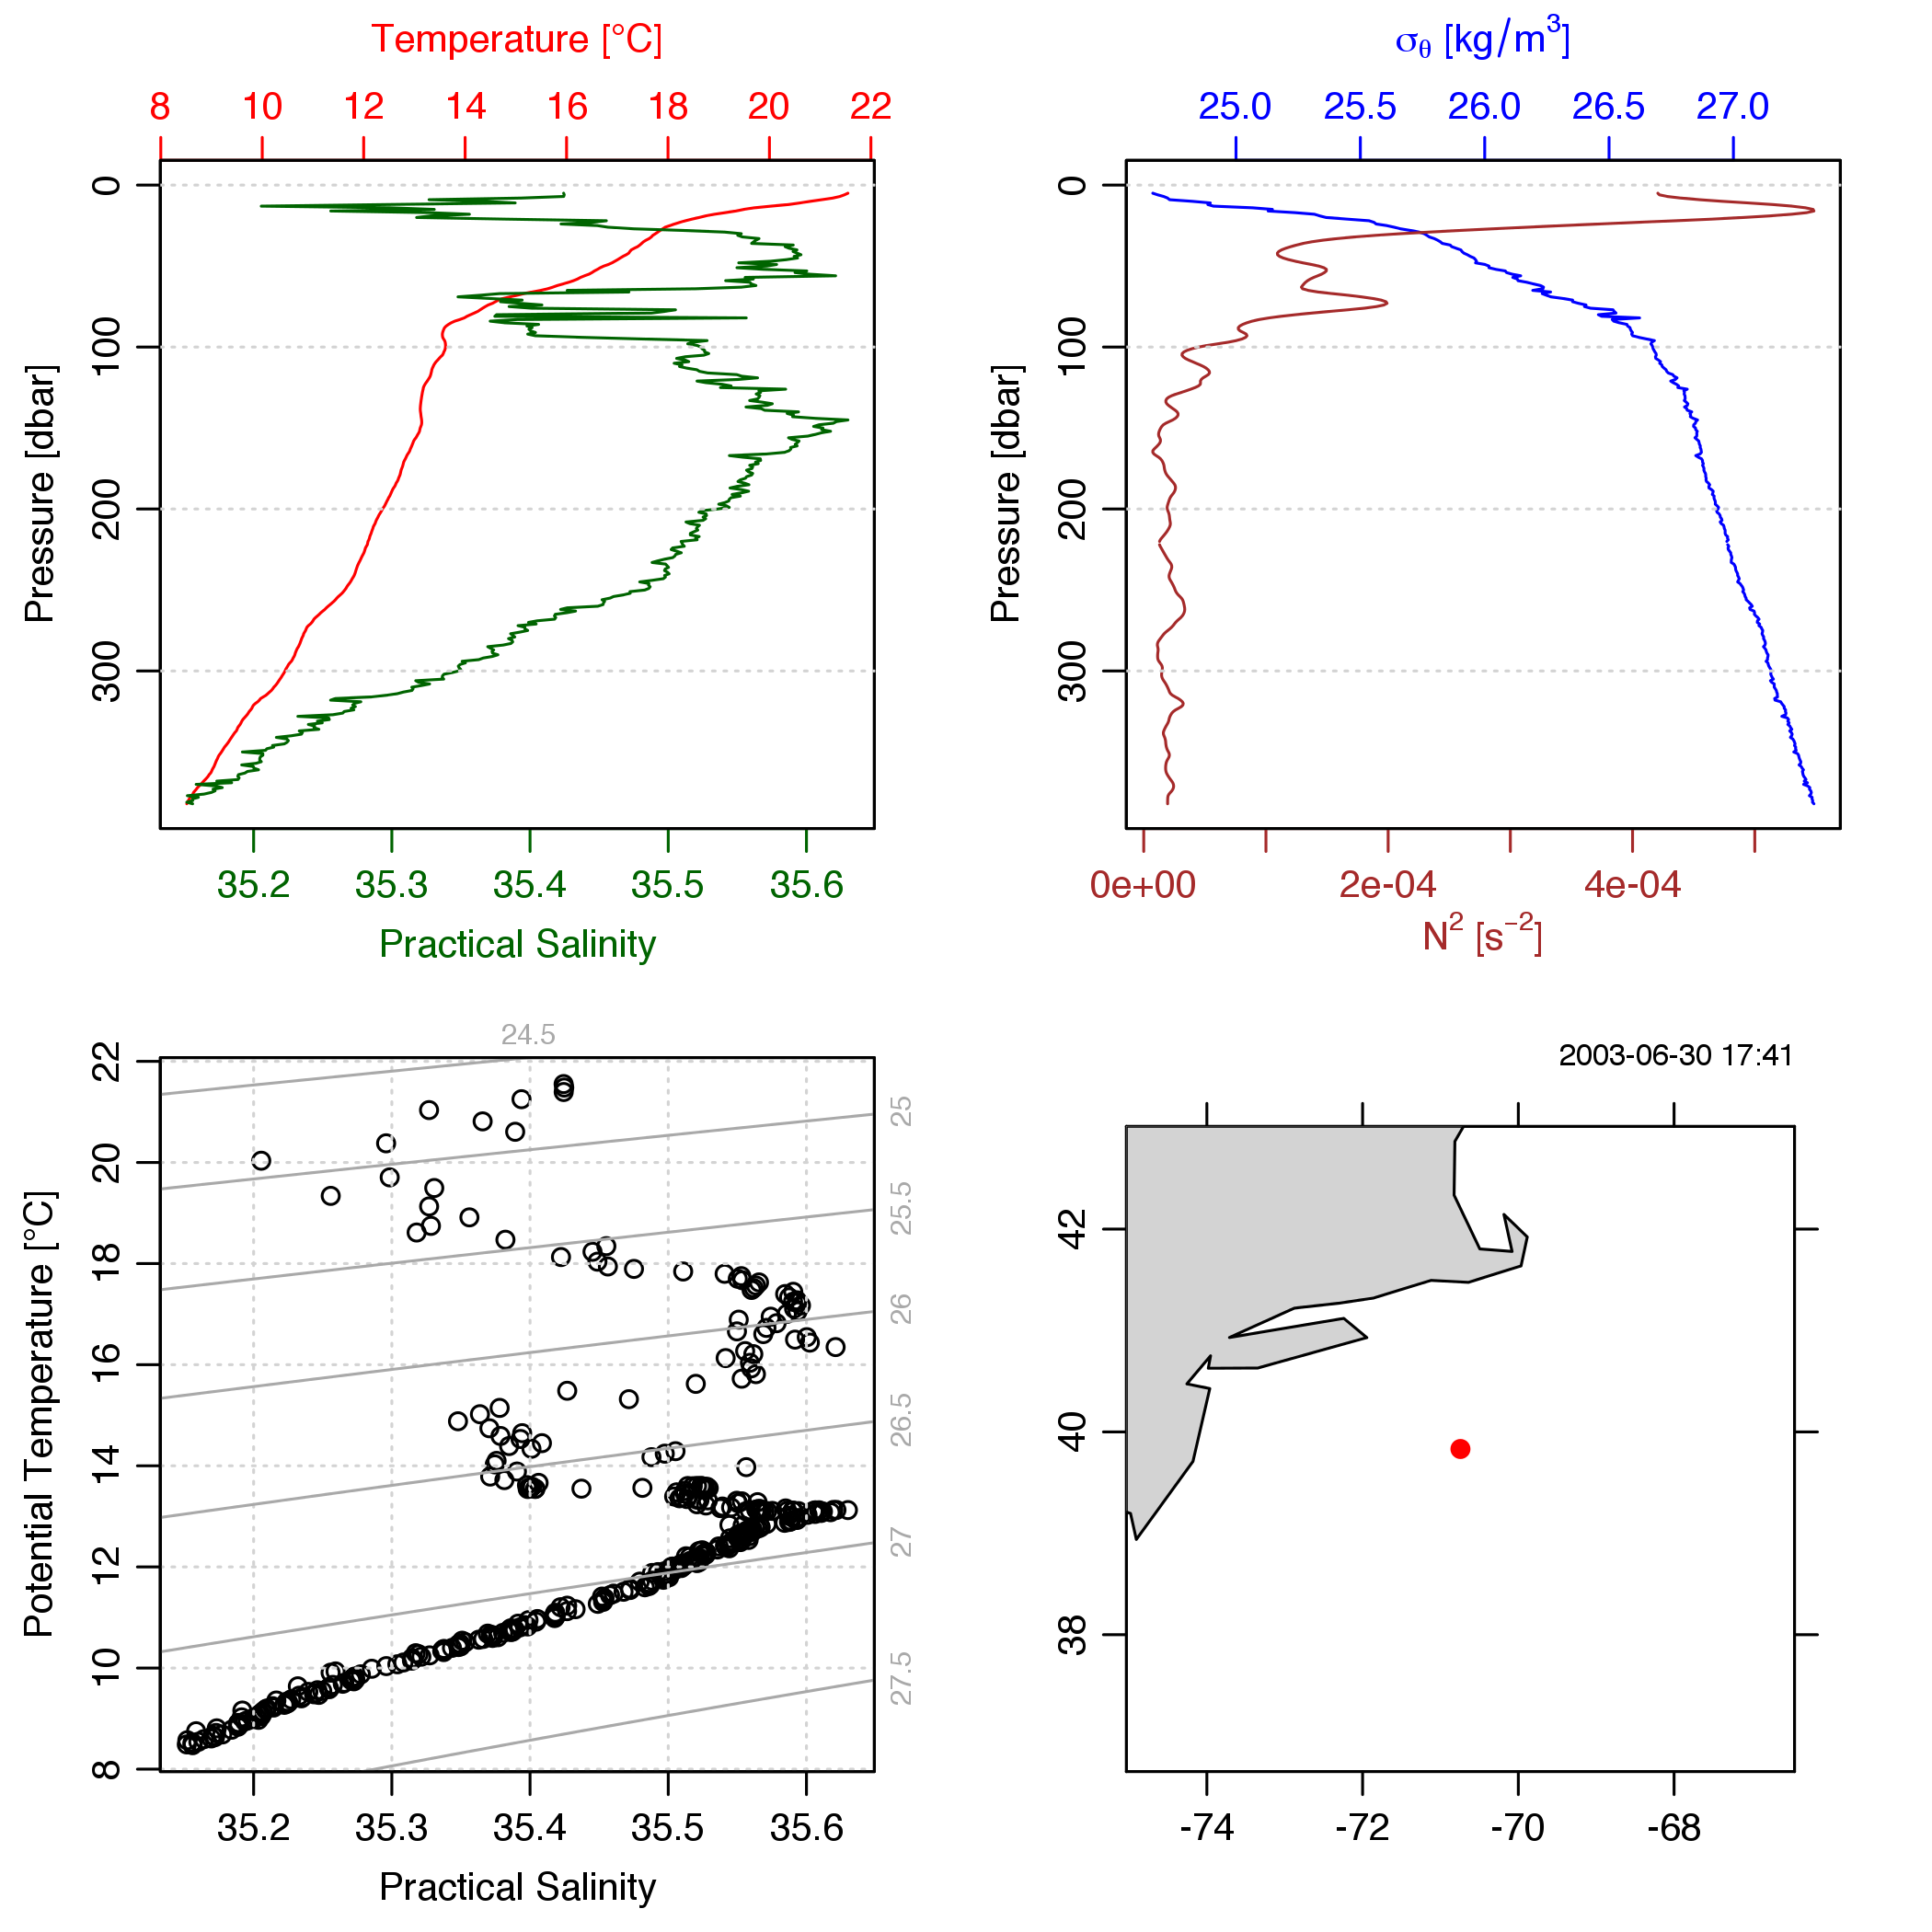 Temperature [°C]
8 10 12 14 16 18 20 22
0
100
200
300
Pressure [dbar]
35.2 35.3 35.4 35.5 35.6
Practical Salinity
σθ [kg/m3]
25.0 25.5 26.0 26.5 27.0
0
100
200
300
Pressure [dbar]
0e+00 2e-04 4e-04
N2 [s−2]
24.5
22
20
18
16
14
12
10
8
Potential Temperature [°C]
25
25.5
26
26.5
27
27.5
35.2 35.3 35.4 35.5 35.6
Practical Salinity
2003-06-30 17:41
42
40
38
-74 -72 -70 -68